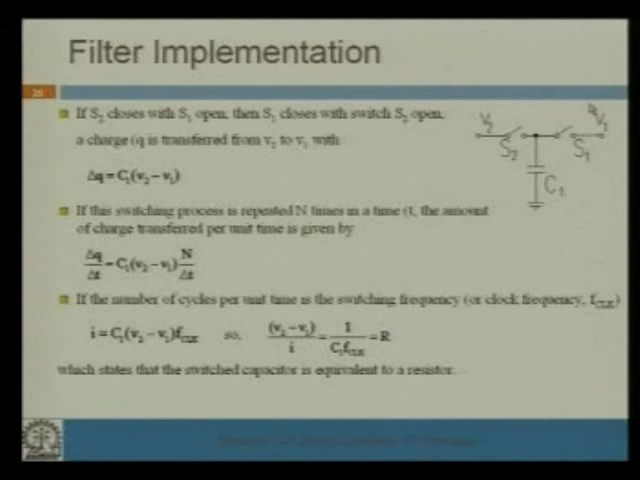 Filter Implementation
If S₂ closes with S₁ open, then S₁ closes with switch S₂ open,
a charge (q is transferred from v₂ to v₁ with
Δq = C₁(v₂ – v₁)
If this switching process is repeated N times in a time (t, the amount
of charge transferred per unit time is given by
Δq/Δt = C₁(v₂ – v₁) N/Δt
If the number of cycles per unit time is the switching frequency (or clock frequency, f_CLK)
i = C₁(v₂ – v₁)f_CLK so, (v₂ – v₁)/i = 1/C₁f_CLK = R
which states that the switched capacitor is equivalent to a resistor.
V₂ V₁
S₂ S₁
C₁